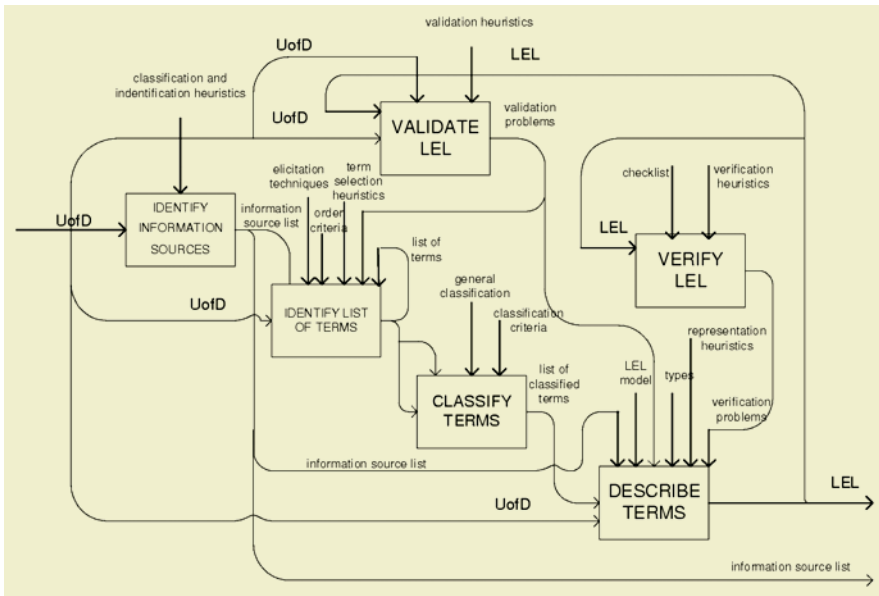 validation heuristics
UofD
LEL
classification and
indentification heuristics
UofD
validation
problems
VALIDATE
LEL
elicitation
techniques
term
selection
heuristics
checklist
verification
heuristics
IDENTIFY
INFORMATION
SOURCES
UofD
information
source list
order
criteria
LEL
list of
terms
VERIFY
LEL
general
classification
UofD
IDENTIFY LIST
OF TERMS
classification
criteria
representation
heuristics
LEL
model
types
list of
classified
terms
CLASSIFY
TERMS
verification
problems
information source list
DESCRIBE
TERMS
UofD
LEL
information source list